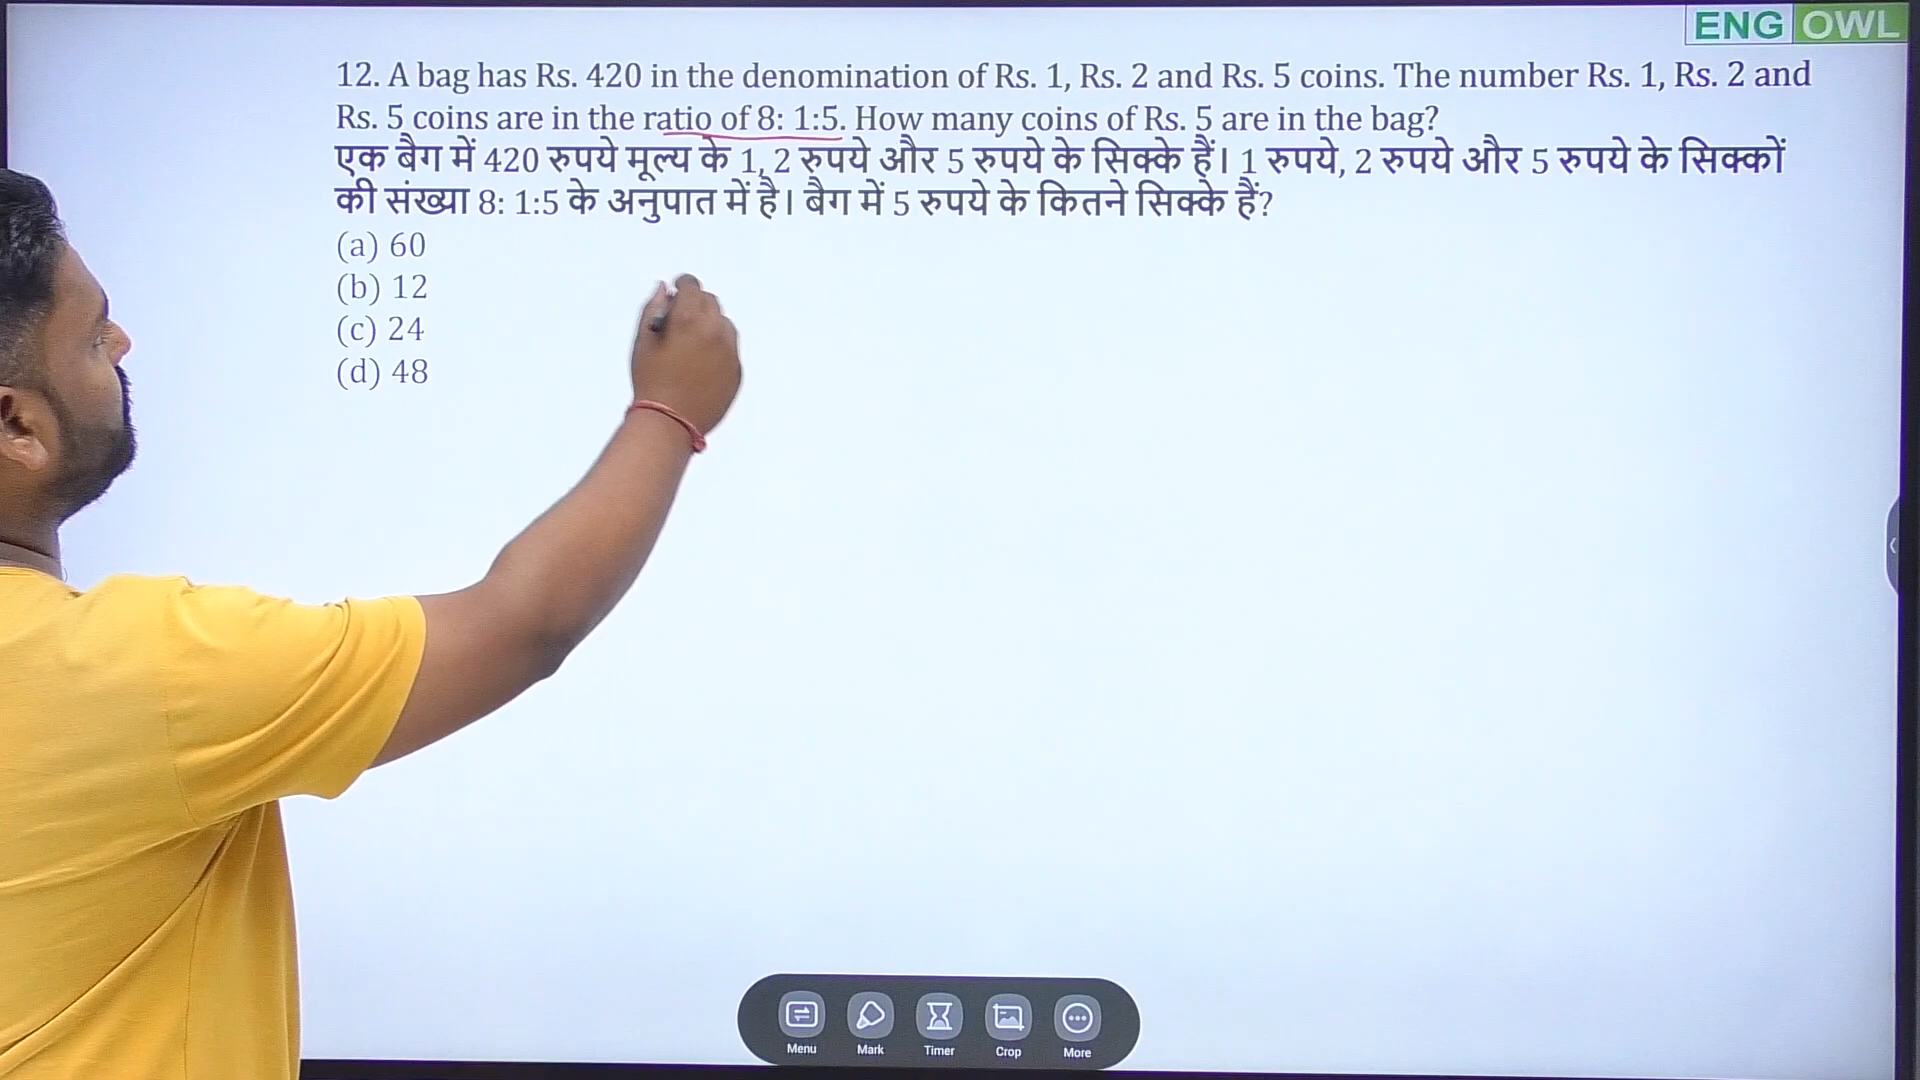 ENG OWL
12. A bag has Rs. 420 in the denomination of Rs. 1, Rs. 2 and Rs. 5 coins. The number Rs. 1, Rs. 2 and
Rs. 5 coins are in the ratio of 8: 1:5. How many coins of Rs. 5 are in the bag?
एक बैग में 420 रुपये मूल्य के 1, 2 रुपये और 5 रुपये के सिक्के हैं। 1 रुपये, 2 रुपये और 5 रुपये के सिक्कों
की संख्या 8: 1:5 के अनुपात में है। बैग में 5 रुपये के कितने सिक्के हैं?
(a) 60
(b) 12
(c) 24
(d) 48
Menu Mark Timer Crop More